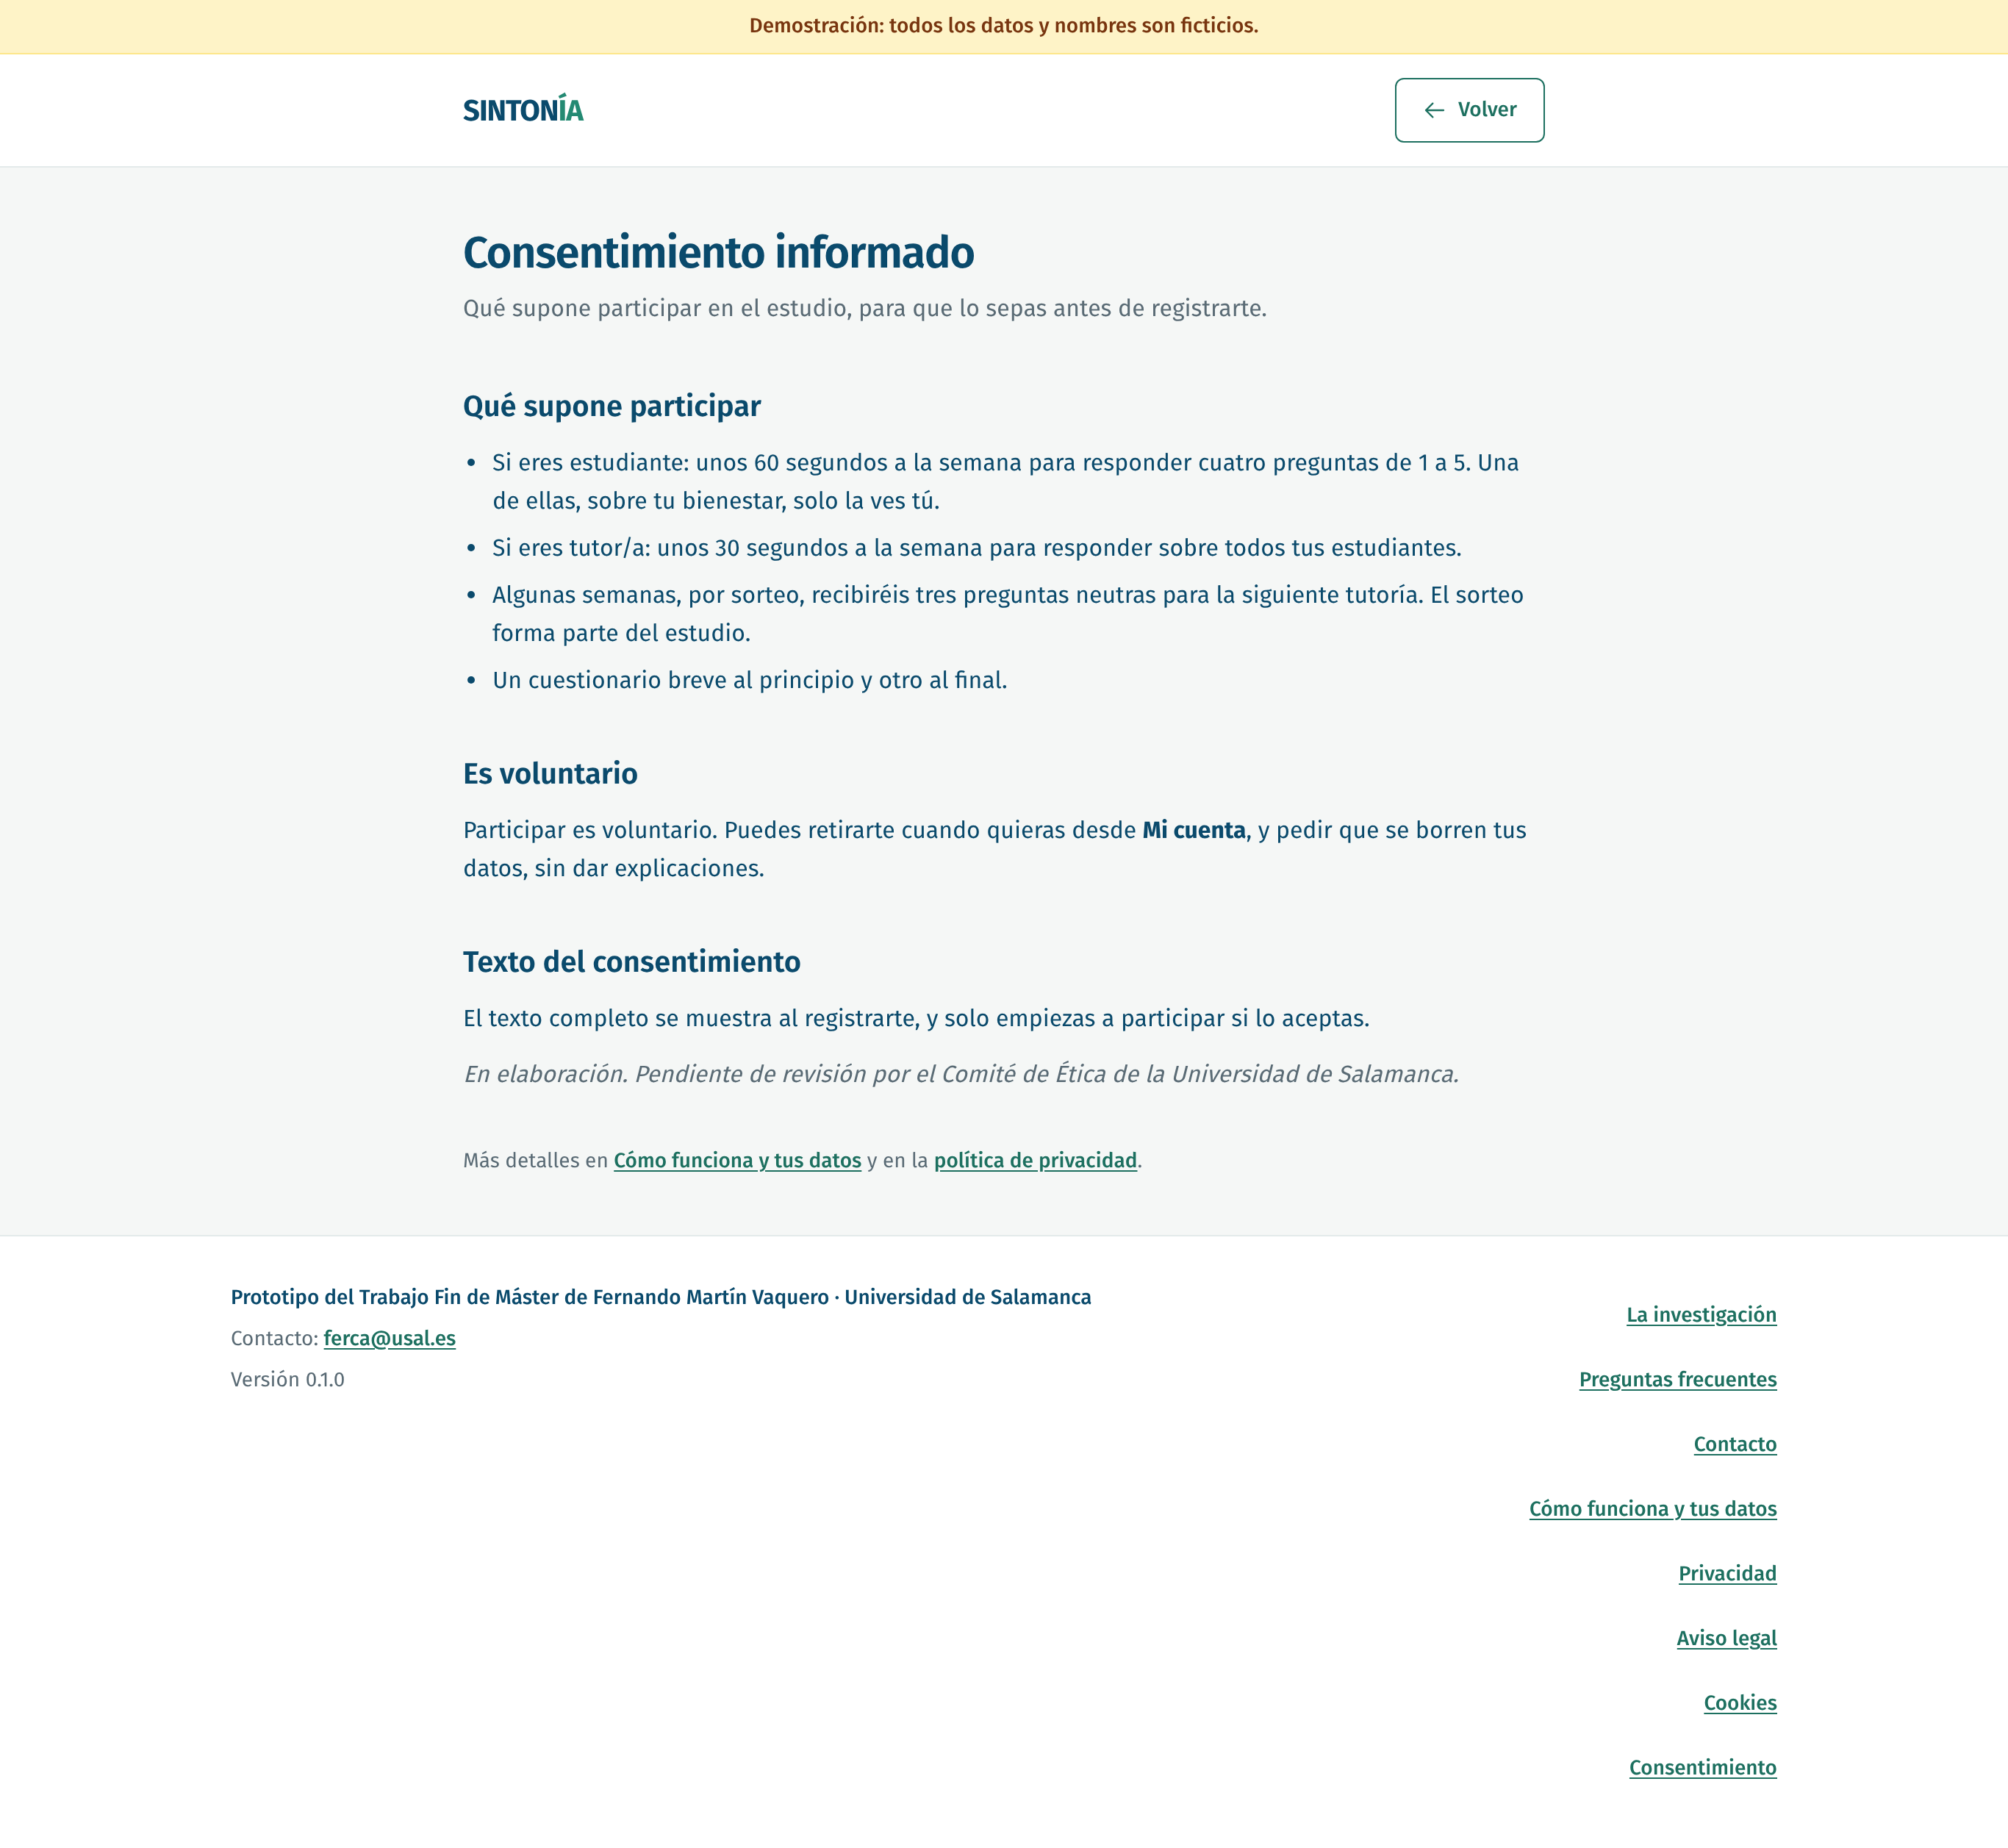 Demostración: todos los datos y nombres son ficticios.
SINTONÍA
← Volver
Consentimiento informado
Qué supone participar en el estudio, para que lo sepas antes de registrarte.
Qué supone participar
• Si eres estudiante: unos 60 segundos a la semana para responder cuatro preguntas de 1 a 5. Una
de ellas, sobre tu bienestar, solo la ves tú.
• Si eres tutor/a: unos 30 segundos a la semana para responder sobre todos tus estudiantes.
• Algunas semanas, por sorteo, recibiréis tres preguntas neutras para la siguiente tutoría. El sorteo
forma parte del estudio.
• Un cuestionario breve al principio y otro al final.
Es voluntario
Participar es voluntario. Puedes retirarte cuando quieras desde Mi cuenta, y pedir que se borren tus
datos, sin dar explicaciones.
Texto del consentimiento
El texto completo se muestra al registrarte, y solo empiezas a participar si lo aceptas.
En elaboración. Pendiente de revisión por el Comité de Ética de la Universidad de Salamanca.
Más detalles en Cómo funciona y tus datos y en la política de privacidad.
Prototipo del Trabajo Fin de Máster de Fernando Martín Vaquero · Universidad de Salamanca
Contacto: ferca@usal.es
Versión 0.1.0
La investigación
Preguntas frecuentes
Contacto
Cómo funciona y tus datos
Privacidad
Aviso legal
Cookies
Consentimiento